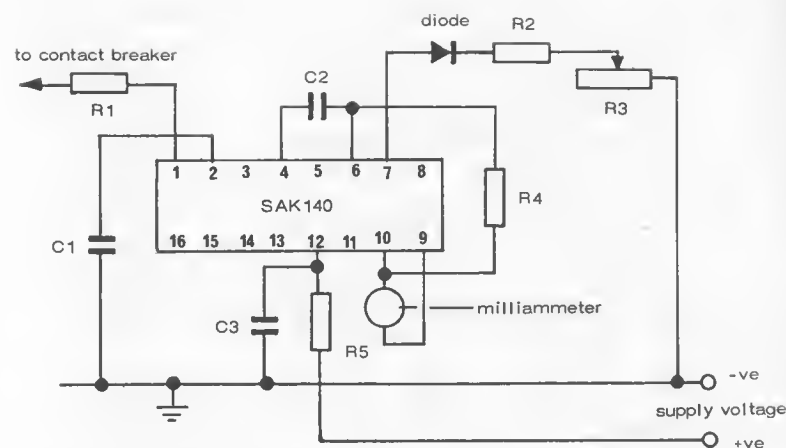 diode
R2
to contact breaker
C2
R1
R3
1 2 3 4 5 6 7 8
SAK140
R4
16 15 14 13 12 11 10 9
C1
milliammeter
C3
R5
-ve
supply voltage
+ve